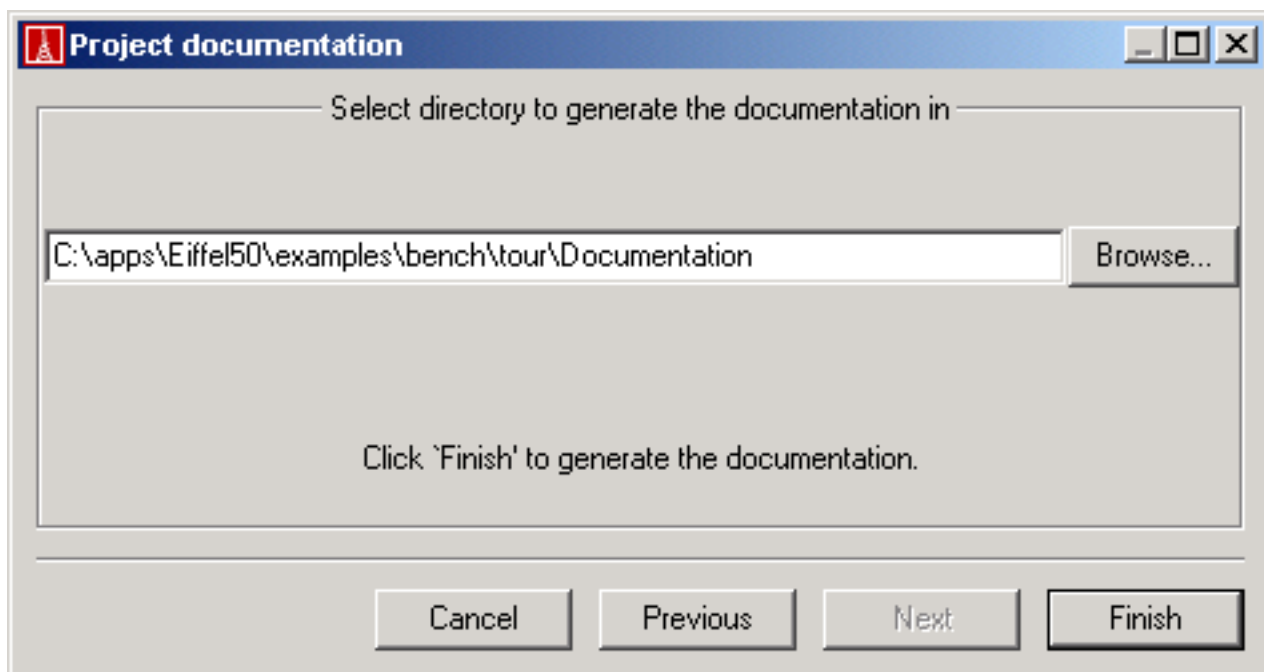 Project documentation
Select directory to generate the documentation in
C:\apps\Eiffel50\examples\bench\tour\Documentation
Browse...
Click `Finish' to generate the documentation.
Cancel
Previous
Next
Finish